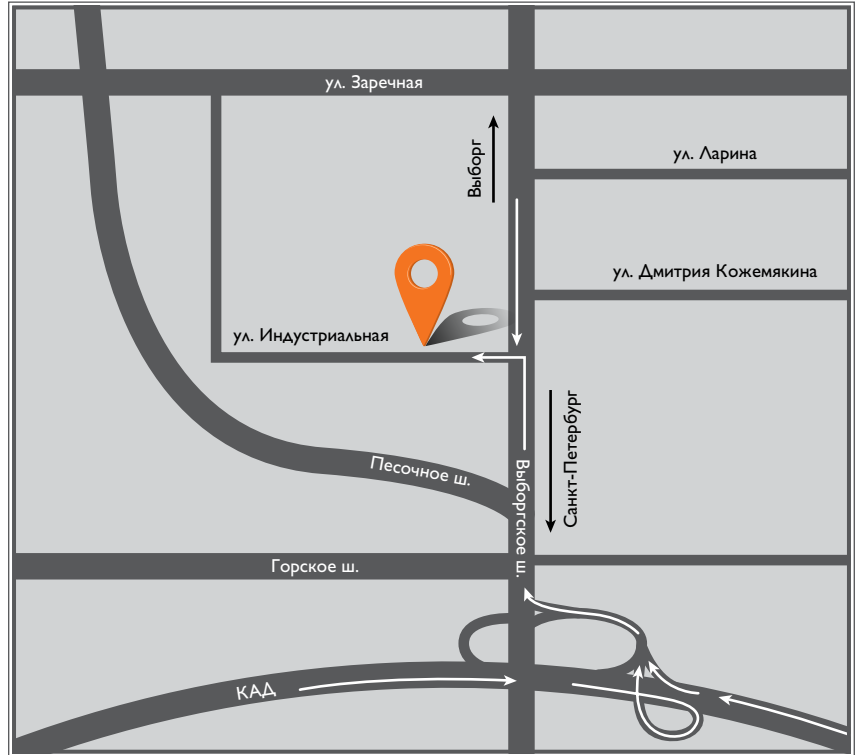 ул. Заречная
Выборг
ул. Ларина
ул. Дмитрия Кожемякина
ул. Индустриальная
Санкт-Петербург
Песочное ш.
Выборгское ш.
Горское ш.
КАД